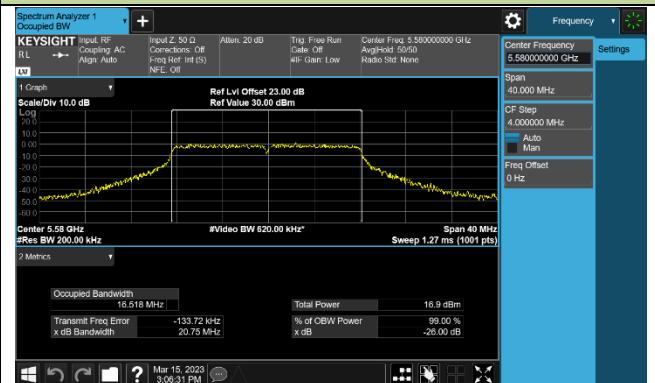 Spectrum Analyzer 1
Occupied BW
+
Frequency
KEYSIGHT
RL
Input: RF
Coupling: AC
Align: Auto
Input Z: 50 Ω
Corrections: Off
Freq Ref: Int (S)
NFE: Off
Atten: 20 dB
Trig: Free Run
Gate: Off
#IF Gain: Low
Center Freq: 5.580000000 GHz
Avg|Hold: 50/50
Radio Std: None
Center Frequency
5.580000000 GHz
Settings
Span
40.000 MHz
CF Step
4.000000 MHz
Auto
Man
Freq Offset
0 Hz
1 Graph
Scale/Div 10.0 dB
Ref Lvl Offset 23.00 dB
Ref Value 30.00 dBm
Log
20.0
10.0
0.00
-10.0
-20.0
-30.0
-40.0
-50.0
-60.0
Center 5.58 GHz
#Res BW 200.00 kHz
#Video BW 620.00 kHz*
Span 40 MHz
Sweep 1.27 ms (1001 pts)
2 Metrics
Occupied Bandwidth
16.518 MHz
Total Power 16.9 dBm
Transmit Freq Error -133.72 kHz
% of OBW Power 99.00 %
x dB Bandwidth 20.75 MHz
x dB -26.00 dB
?
Mar 15, 2023
3:06:31 PM